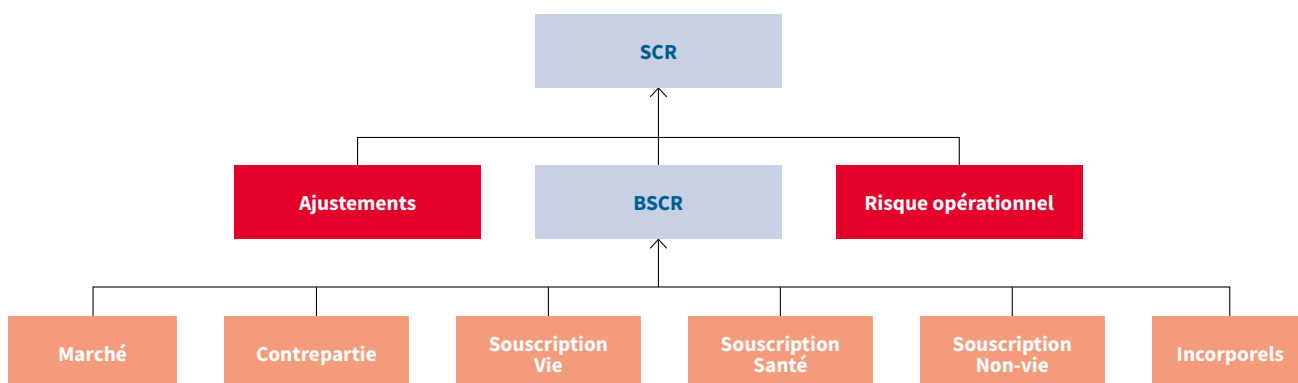 SCR
Ajustements
BSCR
Risque opérationnel
Marché
Contrepartie
Souscription
Vie
Souscription
Santé
Souscription
Non-vie
Incorporels